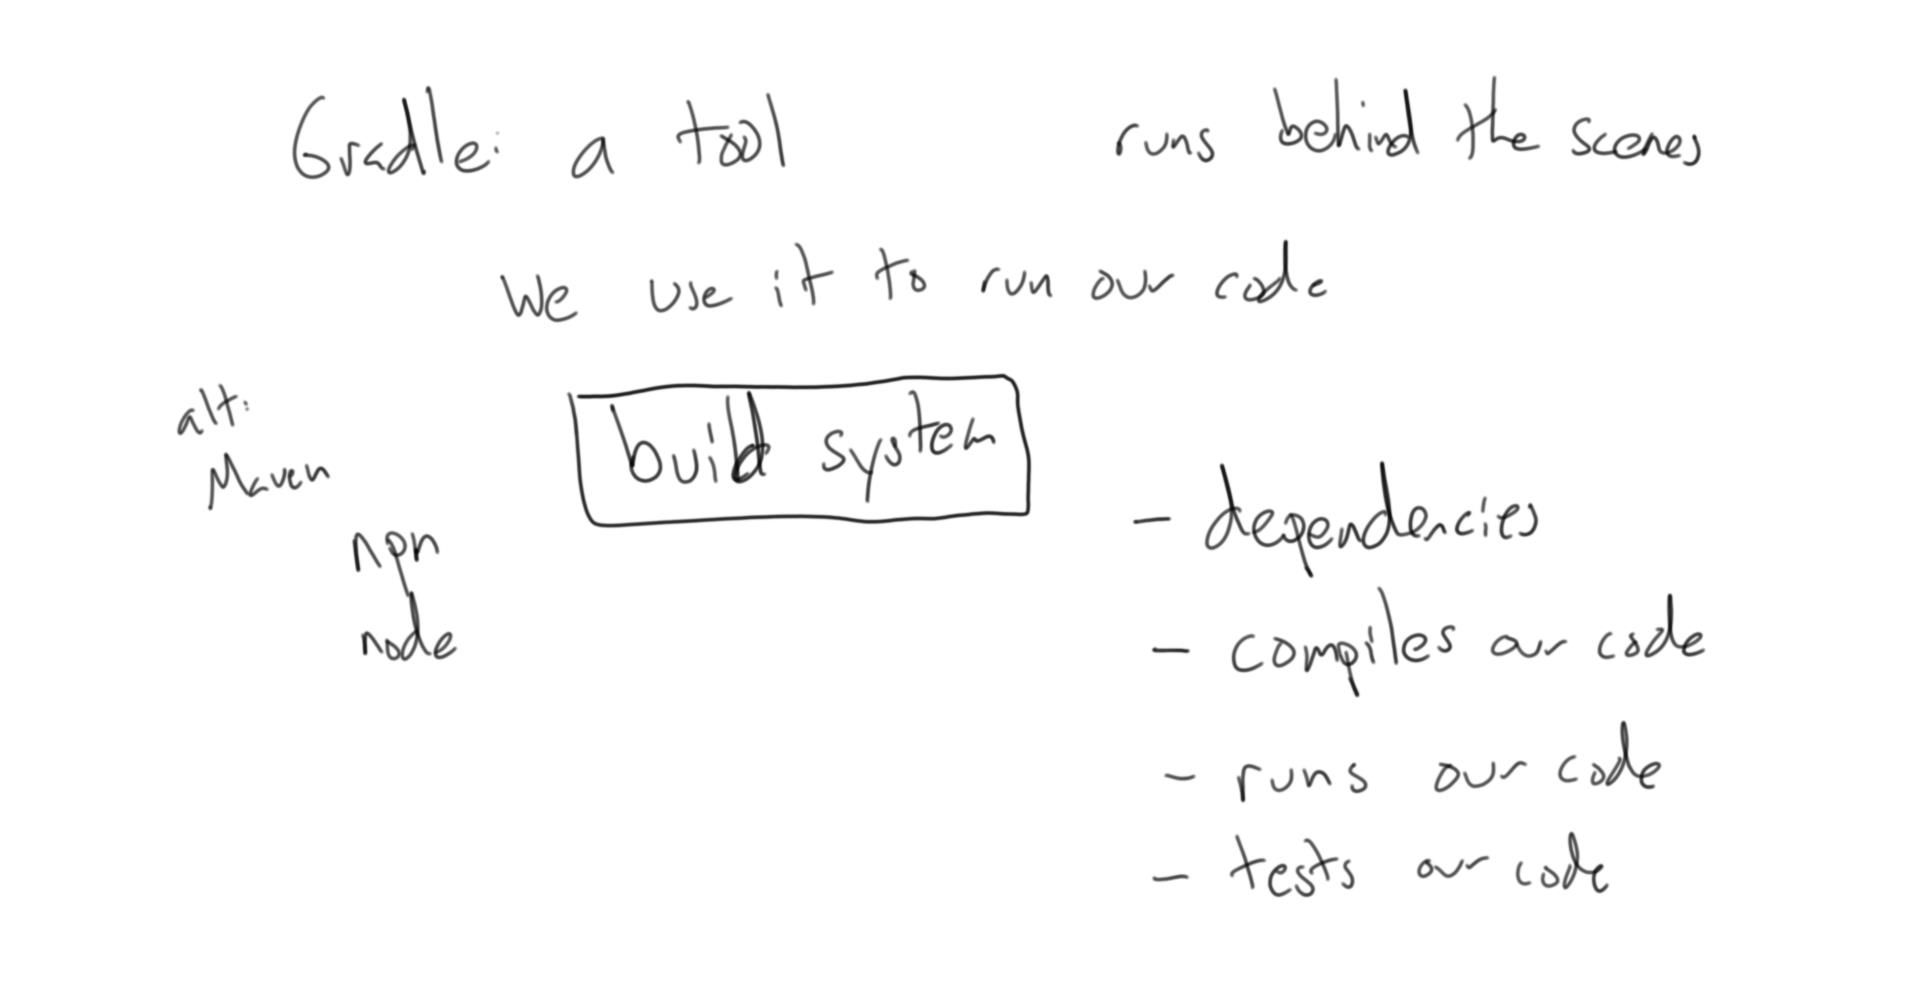 Gradle: a tool runs behind the scenes
We use it to run our code
alt:
Maven
npn
node
build system
- dependencies
- compiles our code
- runs our code
- tests our code